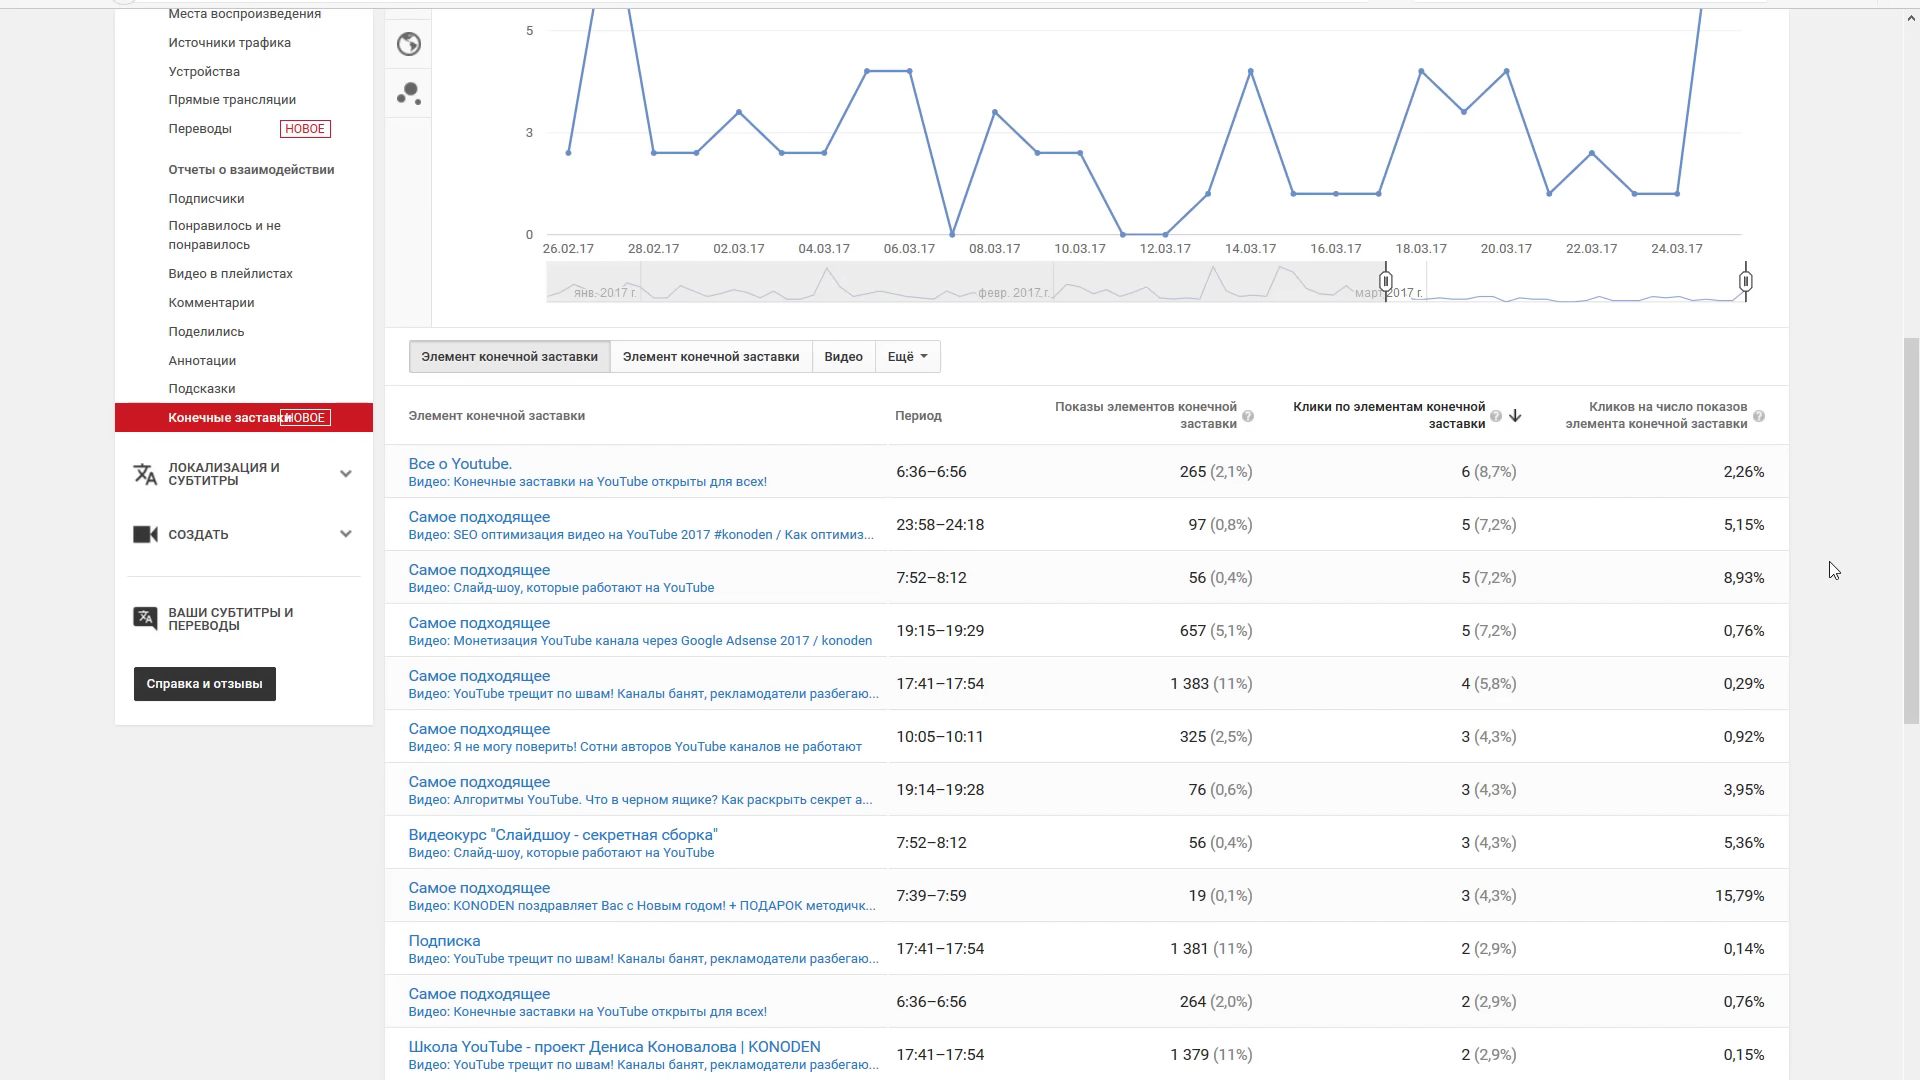 Места воспроизведения
Источники трафика
Устройства
Прямые трансляции
Переводы НОВОЕ
Отчеты о взаимодействии
Подписчики
Понравилось и не
понравилось
Видео в плейлистах
Комментарии
Поделились
Аннотации
Подсказки
Конечные заставки НОВОЕ
ЛОКАЛИЗАЦИЯ И
СУБТИТРЫ
СОЗДАТЬ
ВАШИ СУБТИТРЫ И
ПЕРЕВОДЫ
Справка и отзывы
5
3
0
26.02.17 28.02.17 02.03.17 04.03.17 06.03.17 08.03.17 10.03.17 12.03.17 14.03.17 16.03.17 18.03.17 20.03.17 22.03.17 24.03.17
янв. 2017 г. февр. 2017 г. март 2017 г.
Элемент конечной заставки Элемент конечной заставки Видео Ещё
Элемент конечной заставки Период Показы элементов конечной заставки ? Клики по элементам конечной заставки ? Кликов на число показов элемента конечной заставки ?
Все о Youtube. 6:36–6:56 265 (2,1%) 6 (8,7%) 2,26%
Видео: Конечные заставки на YouTube открыты для всех!
Самое подходящее 23:58–24:18 97 (0,8%) 5 (7,2%) 5,15%
Видео: SEO оптимизация видео на YouTube 2017 #konoden / Как оптимиз...
Самое подходящее 7:52–8:12 56 (0,4%) 5 (7,2%) 8,93%
Видео: Слайд-шоу, которые работают на YouTube
Самое подходящее 19:15–19:29 657 (5,1%) 5 (7,2%) 0,76%
Видео: Монетизация YouTube канала через Google Adsense 2017 / konoden
Самое подходящее 17:41–17:54 1 383 (11%) 4 (5,8%) 0,29%
Видео: YouTube трещит по швам! Каналы банят, рекламодатели разбегаю...
Самое подходящее 10:05–10:11 325 (2,5%) 3 (4,3%) 0,92%
Видео: Я не могу поверить! Сотни авторов YouTube каналов не работают
Самое подходящее 19:14–19:28 76 (0,6%) 3 (4,3%) 3,95%
Видео: Алгоритмы YouTube. Что в черном ящике? Как раскрыть секрет а...
Видеокурс "Слайдшоу - секретная сборка" 7:52–8:12 56 (0,4%) 3 (4,3%) 5,36%
Видео: Слайд-шоу, которые работают на YouTube
Самое подходящее 7:39–7:59 19 (0,1%) 3 (4,3%) 15,79%
Видео: KONODEN поздравляет Вас с Новым годом! + ПОДАРОК методичк...
Подписка 17:41–17:54 1 381 (11%) 2 (2,9%) 0,14%
Видео: YouTube трещит по швам! Каналы банят, рекламодатели разбегаю...
Самое подходящее 6:36–6:56 264 (2,0%) 2 (2,9%) 0,76%
Видео: Конечные заставки на YouTube открыты для всех!
Школа YouTube - проект Дениса Коновалова | KONODEN 17:41–17:54 1 379 (11%) 2 (2,9%) 0,15%
Видео: YouTube трещит по швам! Каналы банят, рекламодатели разбегаю...